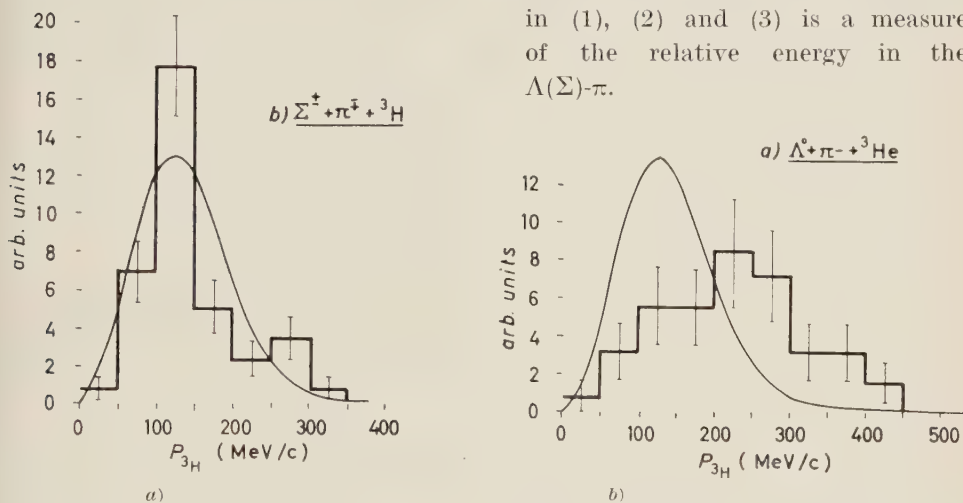 in (1), (2) and (3) is a measure
of the relative energy in the
Λ(Σ)-π.
20
18
16
14
12
10
8
6
4
2
0
arb. units
b) Σ± + π∓ + ³H
0 100 200 300 400
P₃H (MeV/c)
a)
12
10
8
6
4
2
0
arb. units
a) Λ° + π- + ³He
0 100 200 300 400 500
P₃H (MeV/c)
b)